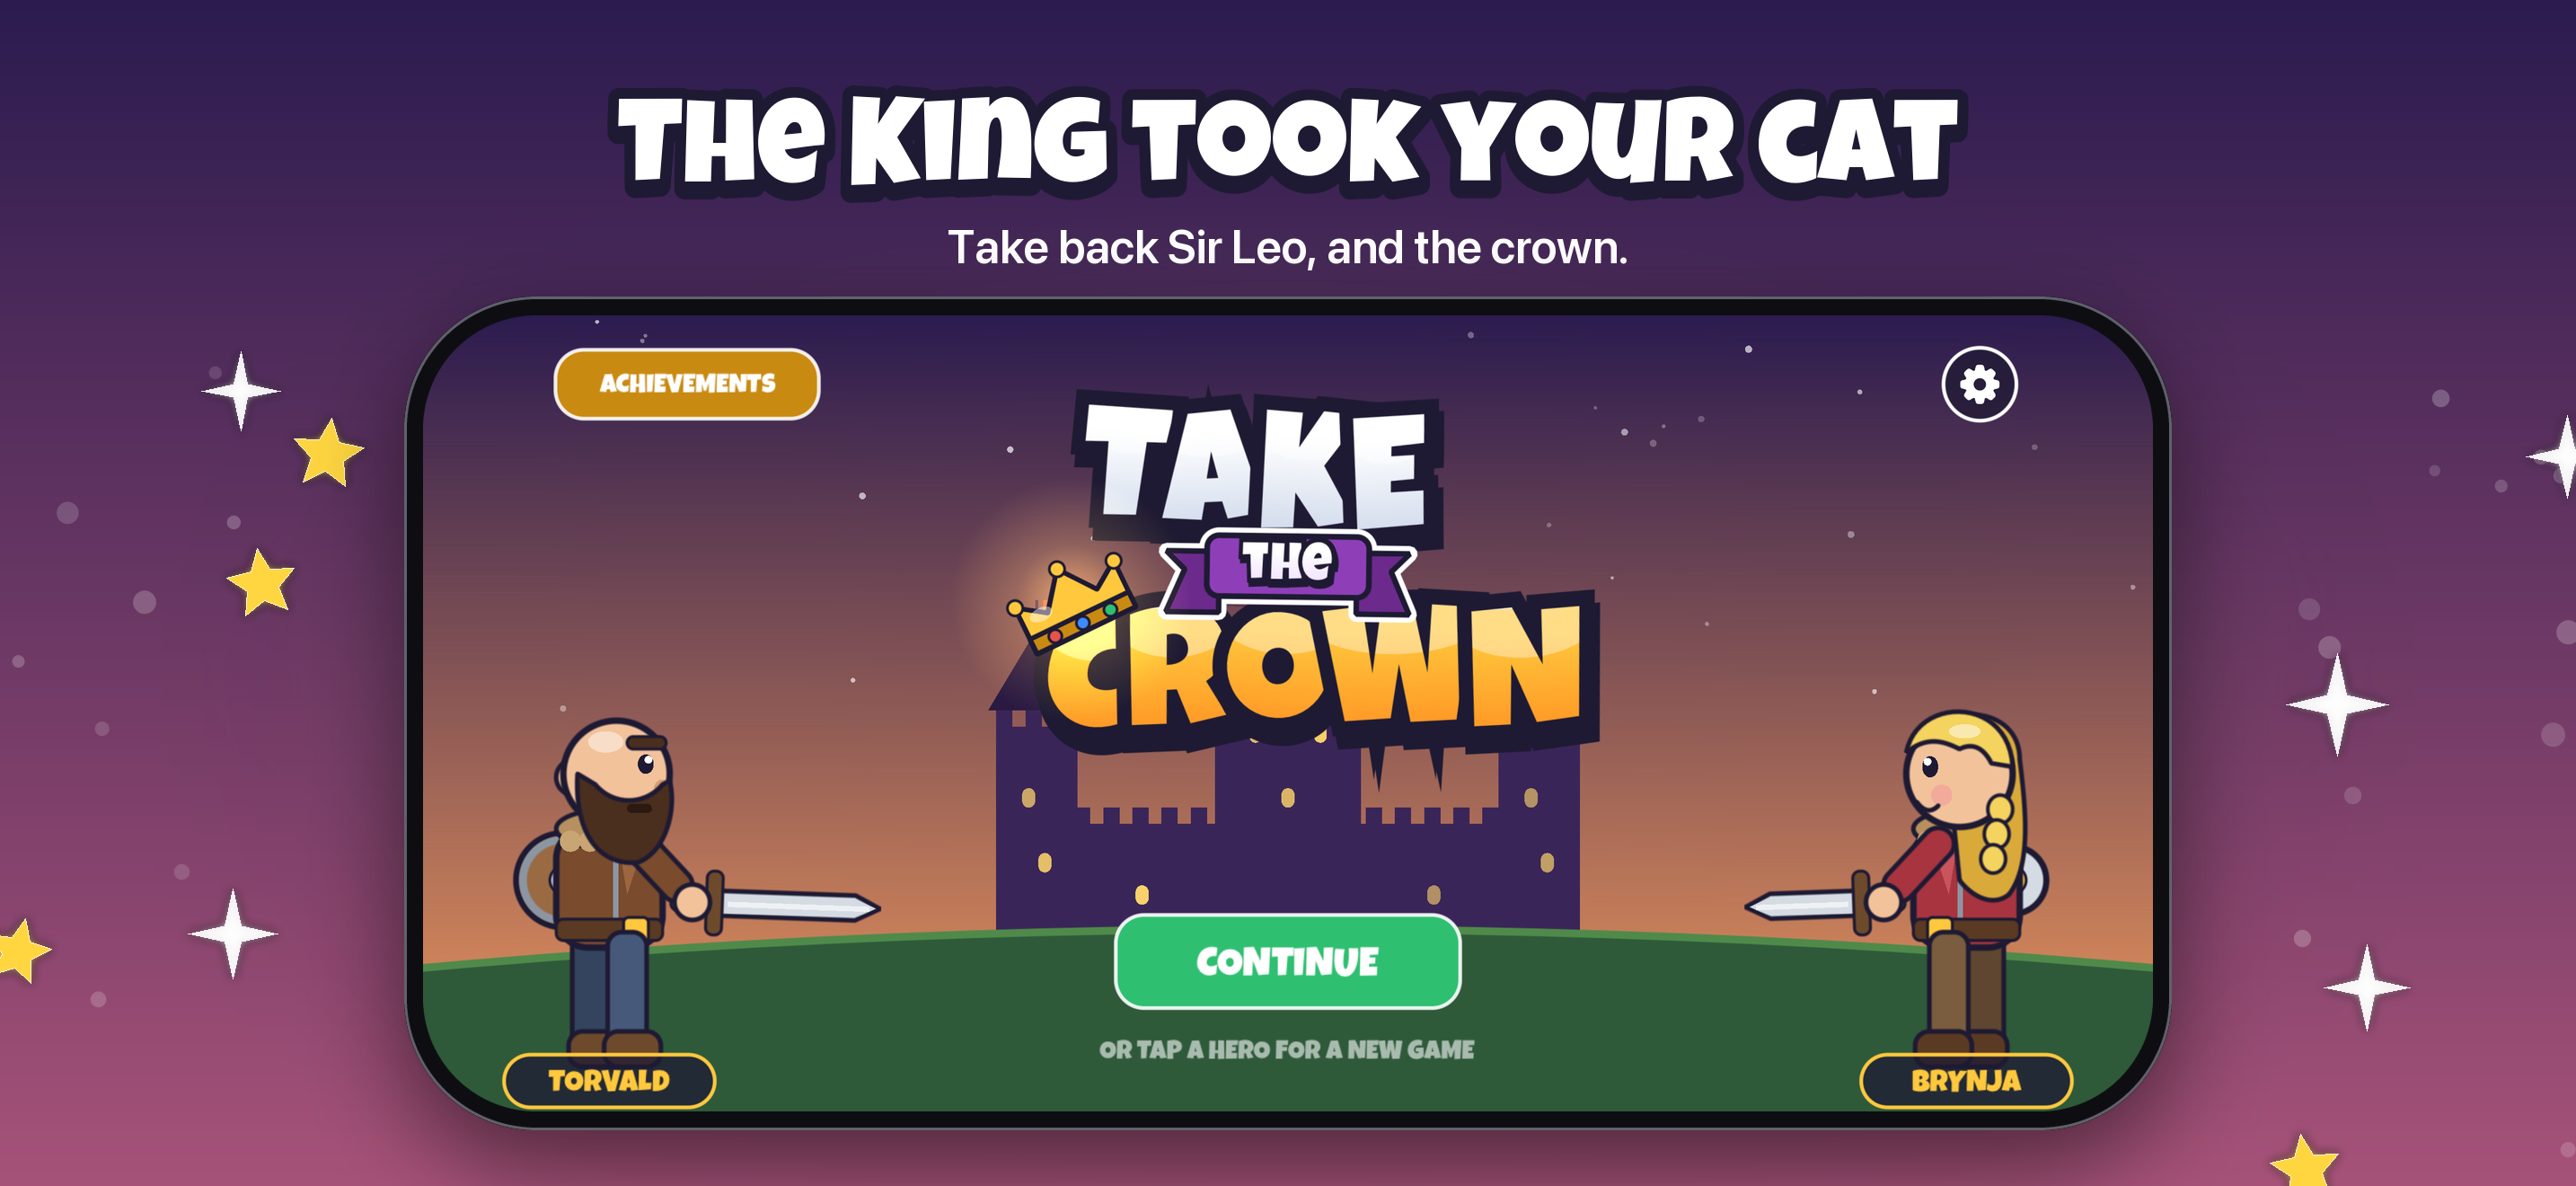 THE KING TOOK YOUR CAT
Take back Sir Leo, and the crown.
ACHIEVEMENTS
TAKE
THE
CROWN
CONTINUE
OR TAP A HERO FOR A NEW GAME
TORVALD
BRYNJA